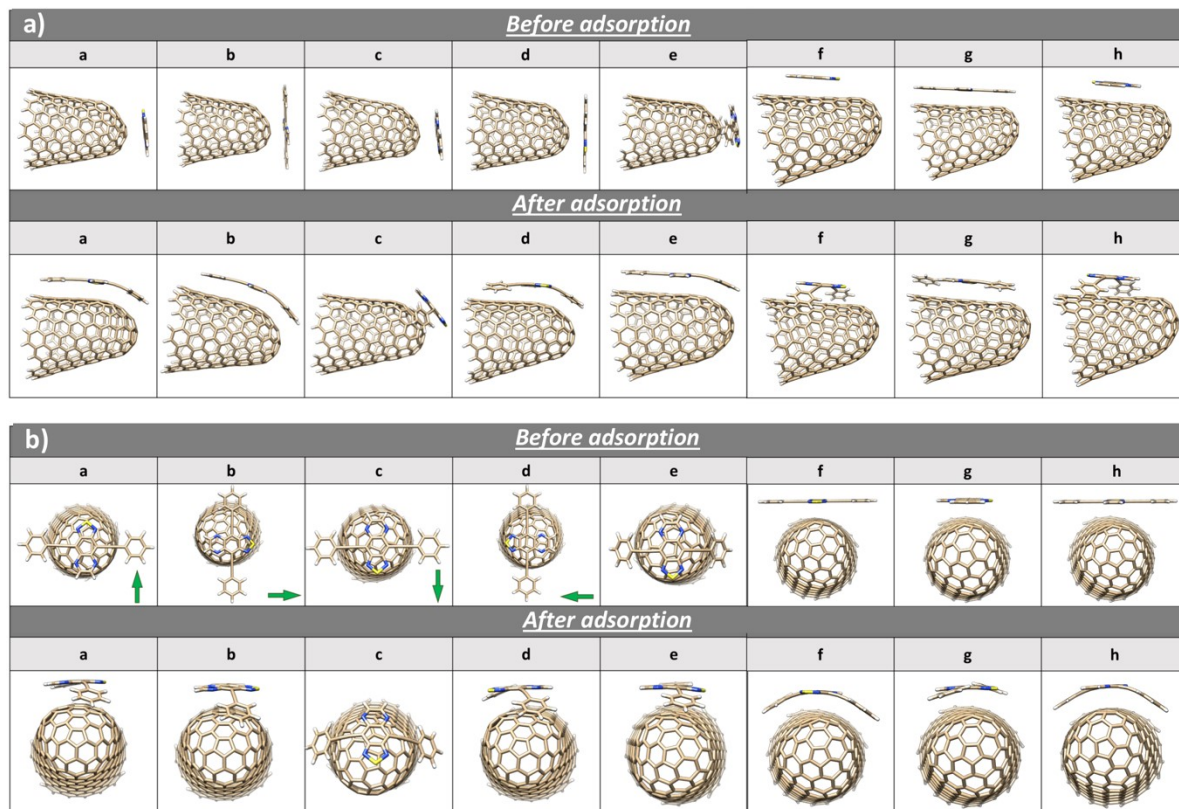 a)
Before adsorption
a b c d e f g h
After adsorption
a b c d e f g h
b)
Before adsorption
a b c d e f g h
After adsorption
a b c d e f g h